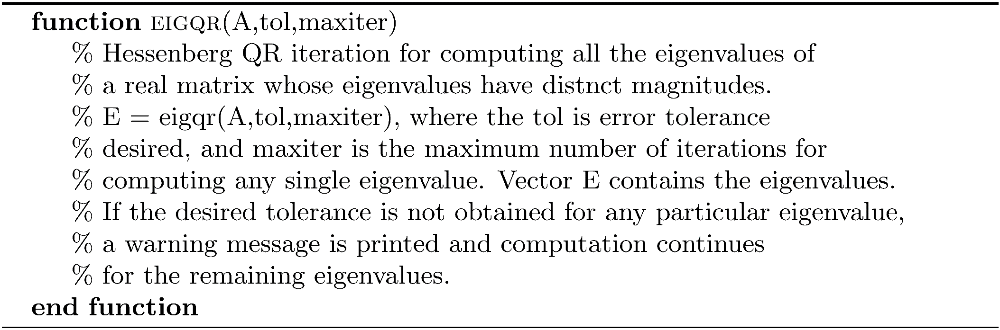 function EIGQR(A,tol,maxiter)
% Hessenberg QR iteration for computing all the eigenvalues of
% a real matrix whose eigenvalues have distnct magnitudes.
% E = eigqr(A,tol,maxiter), where the tol is error tolerance
% desired, and maxiter is the maximum number of iterations for
% computing any single eigenvalue. Vector E contains the eigenvalues.
% If the desired tolerance is not obtained for any particular eigenvalue,
% a warning message is printed and computation continues
% for the remaining eigenvalues.
end function